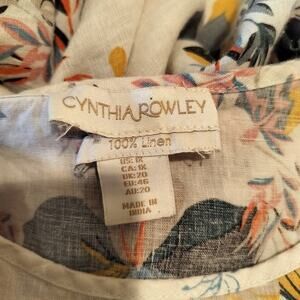 CYNTHIA ROWLEY
100% Linen
US: 1X
CA: 1X
UK: 20
EU: 46
AU: 20
MADE IN
INDIA